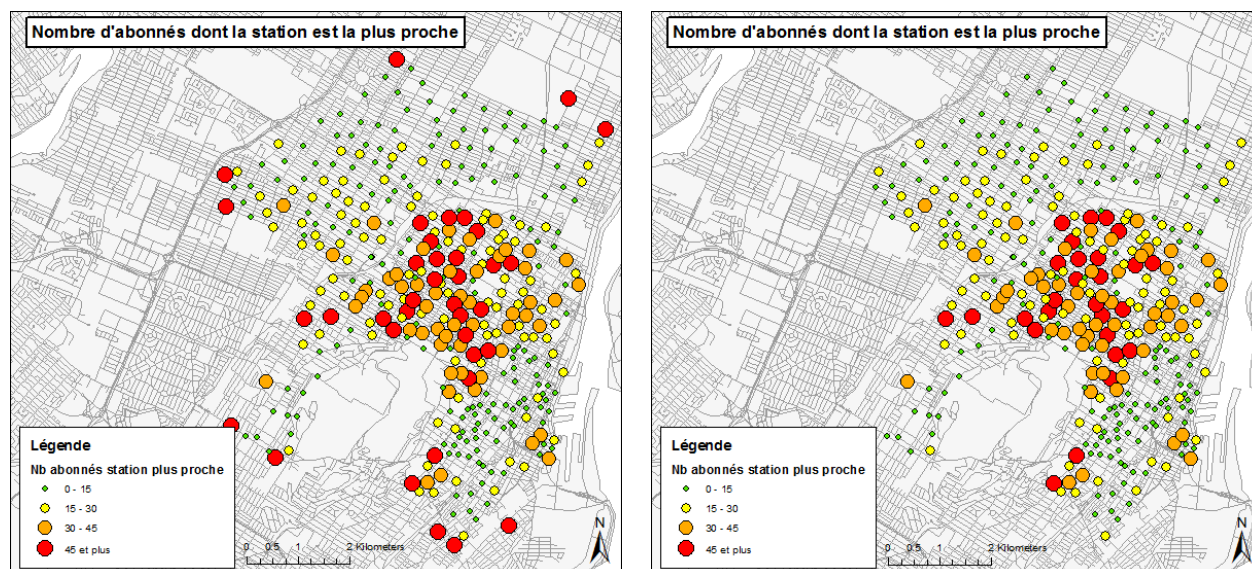 Nombre d'abonnés dont la station est la plus proche
Légende
Nb abonnés station plus proche
0 - 15
15 - 30
30 - 45
45 et plus
0 0.5 1 2 Kilometers
N
Nombre d'abonnés dont la station est la plus proche
Légende
Nb abonnés station plus proche
0 - 15
15 - 30
30 - 45
45 et plus
0 0.5 1 2 Kilometers
N